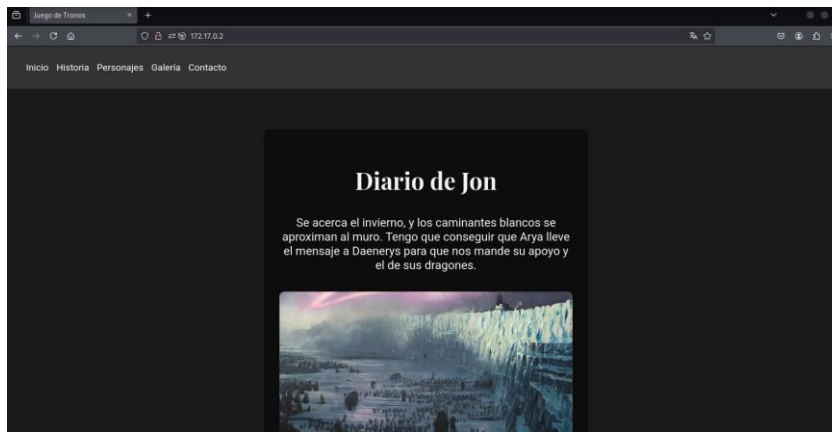 Juego de Tronos
172.17.0.2
Inicio Historia Personajes Galería Contacto
Diario de Jon
Se acerca el invierno, y los caminantes blancos se
aproximan al muro. Tengo que conseguir que Arya lleve
el mensaje a Daenerys para que nos mande su apoyo y
el de sus dragones.